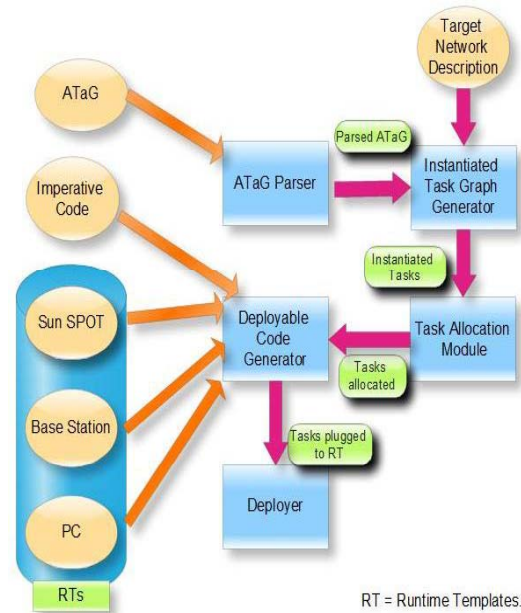 Target
Network
Description
ATaG
Parsed ATaG
ATaG Parser
Instantiated
Task Graph
Generator
Imperative
Code
Instantiated
Tasks
Sun SPOT
Deployable
Code
Generator
Task Allocation
Module
Tasks
allocated
Base Station
Tasks plugged
to RT
Deployer
PC
RTs
RT = Runtime Templates.